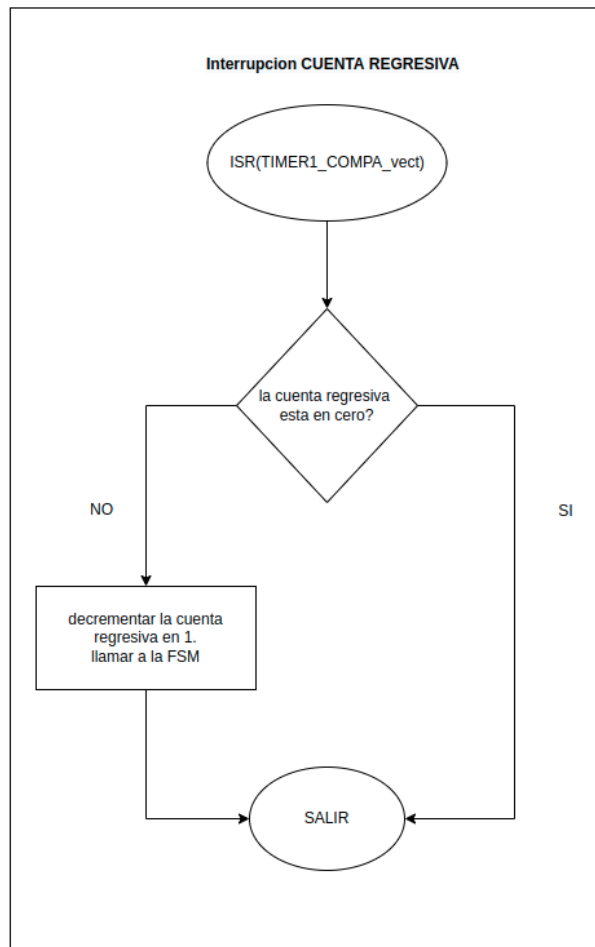 Interrupcion CUENTA REGRESIVA
ISR(TIMER1_COMPA_vect)
la cuenta regresiva
esta en cero?
NO
SI
decrementar la cuenta
regresiva en 1.
llamar a la FSM
SALIR